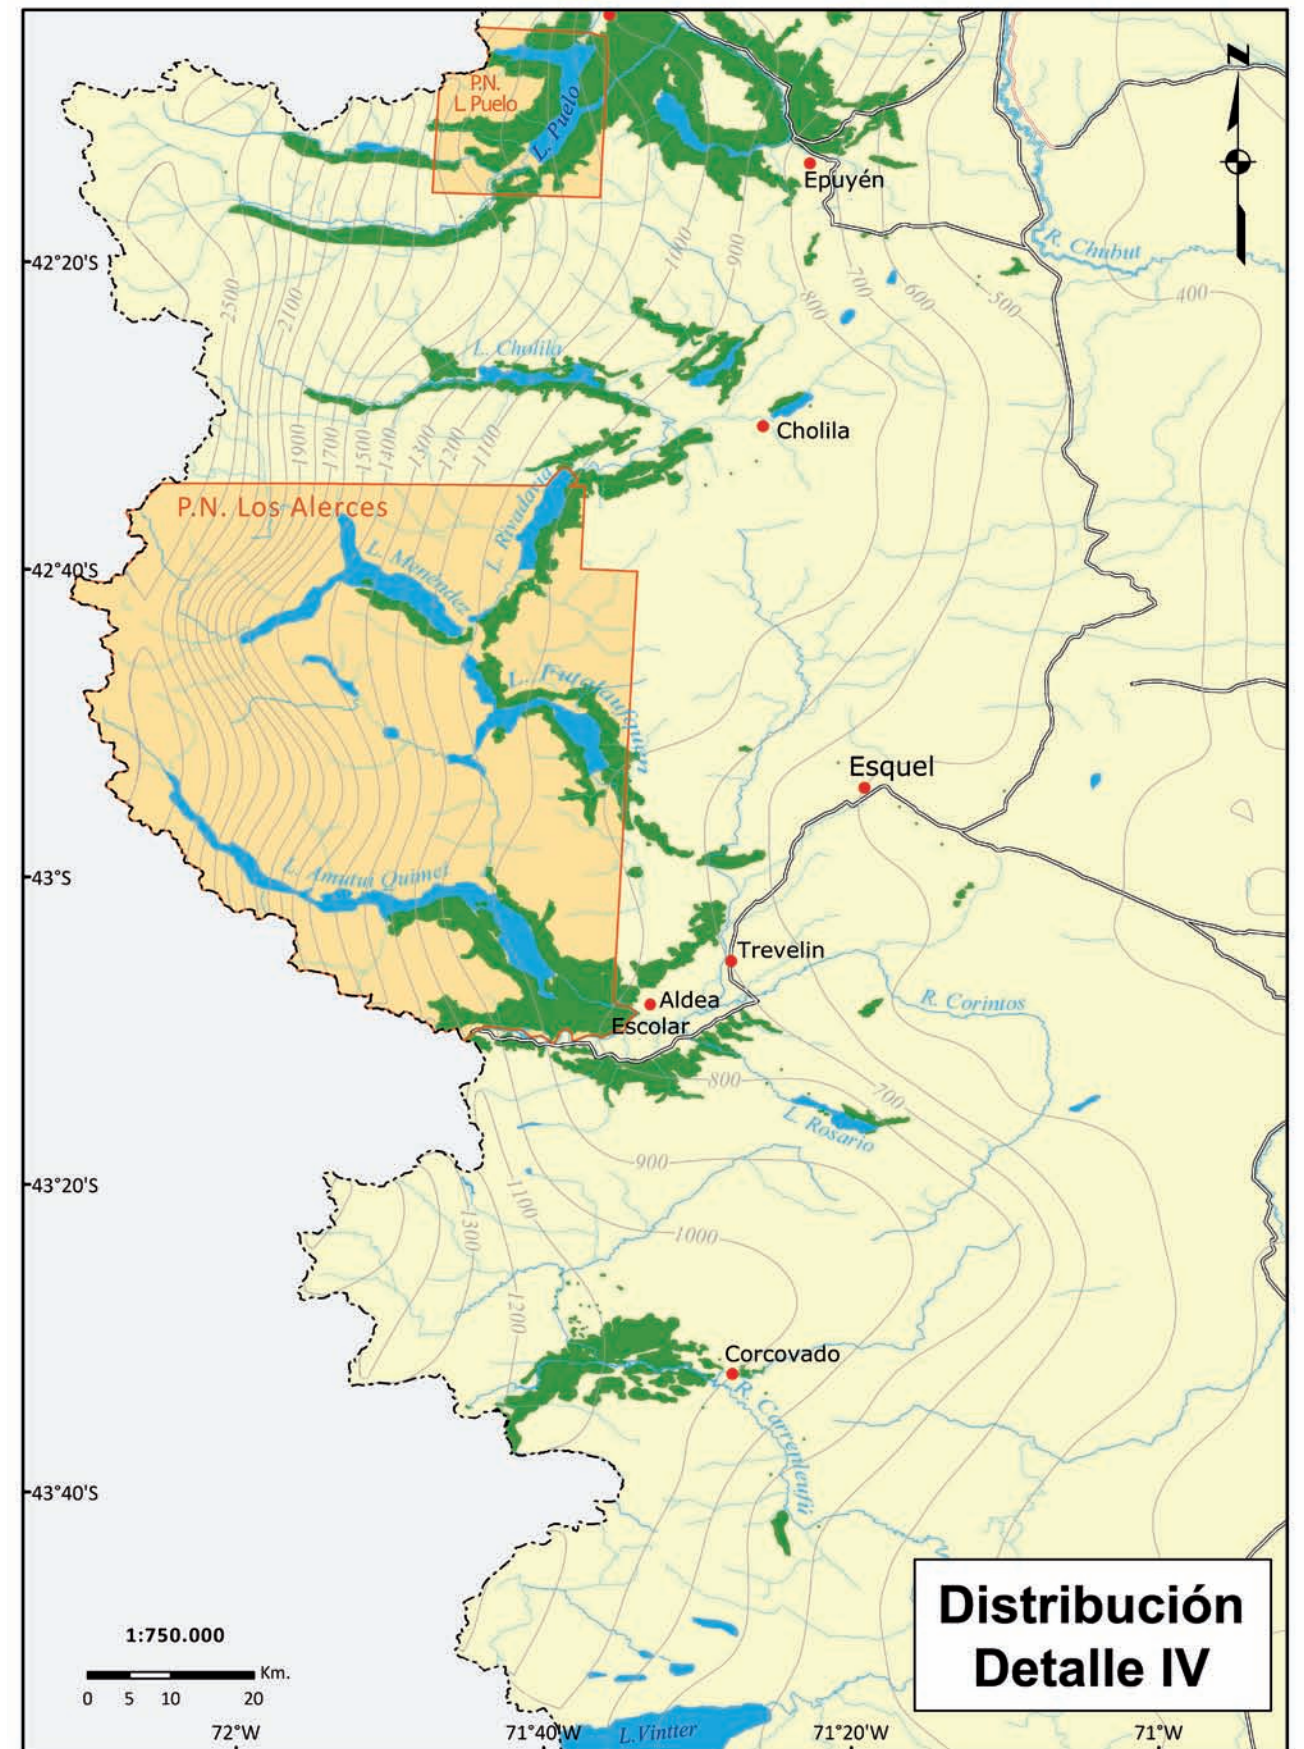 N
P.N.
L. Puelo
L. Puelo
Epuyén
R. Chubut
42°20'S
2500
2100
1000
900
800
700
600
500
400
L. Cholila
Cholila
1900
1700
1500
1400
1300
1200
1100
P.N. Los Alerces
L. Rivadavia
42°40'S
L. Menéndez
L. Futalaufquen
Esquel
43°S
L. Amutui Quimei
Trevelin
Aldea
Escolar
R. Corintos
800
700
L. Rosario
43°20'S
900
1100
1300
1000
1200
Corcovado
R. Carrenleufú
43°40'S
Distribución
Detalle IV
1:750.000
Km.
0 5 10 20
L.Vintter
72°W
71°40'W
71°20'W
71°W